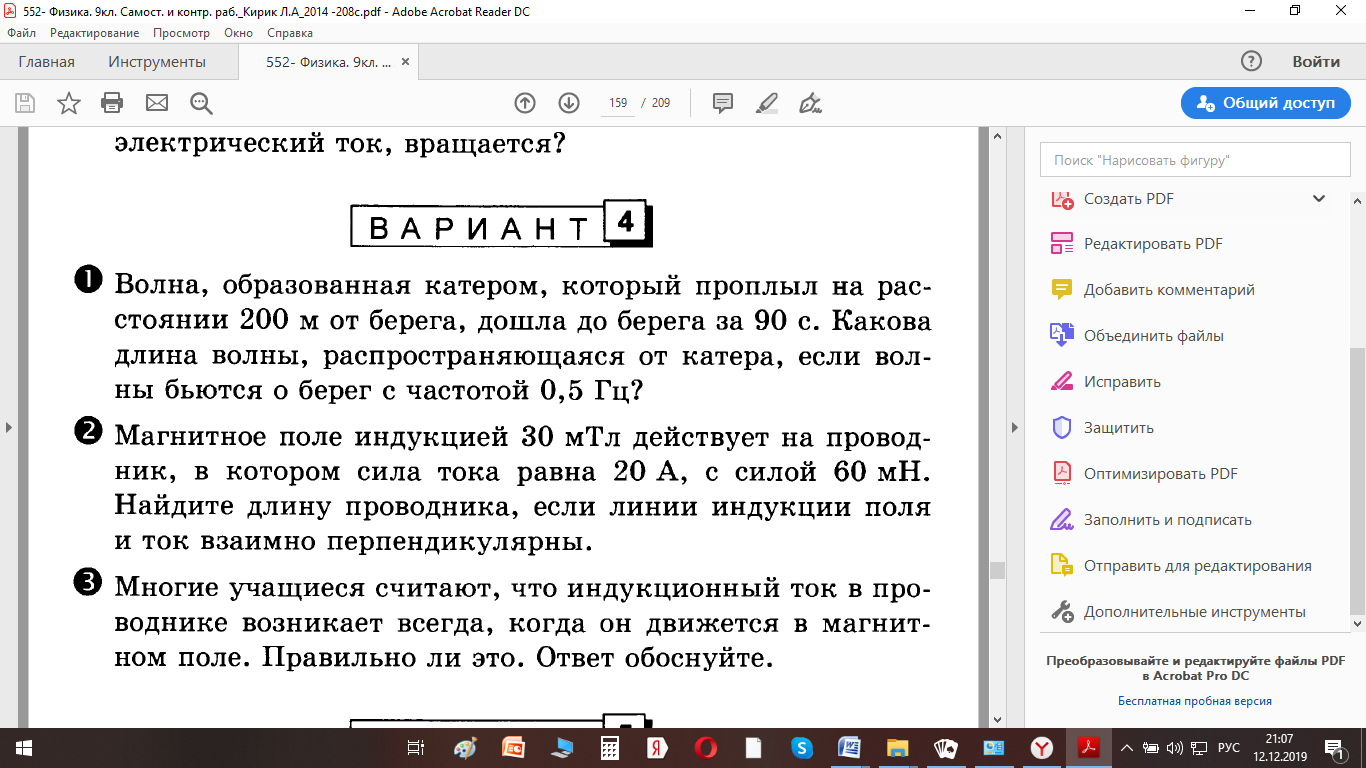 552- Физика. 9кл. Самост. и контр. раб._Кирик Л.А_2014 -208с.pdf - Adobe Acrobat Reader DC
Файл Редактирование Просмотр Окно Справка
Главная Инструменты 552- Физика. 9кл. ... × ? Войти
159 / 209 Общий доступ
электрический ток, вращается?
ВАРИАНТ 4
1 Волна, образованная катером, который проплыл на рас-
стоянии 200 м от берега, дошла до берега за 90 с. Какова
длина волны, распространяющаяся от катера, если вол-
ны бьются о берег с частотой 0,5 Гц?
2 Магнитное поле индукцией 30 мТл действует на провод-
ник, в котором сила тока равна 20 А, с силой 60 мН.
Найдите длину проводника, если линии индукции поля
и ток взаимно перпендикулярны.
3 Многие учащиеся считают, что индукционный ток в про-
воднике возникает всегда, когда он движется в магнит-
ном поле. Правильно ли это. Ответ обоснуйте.
Поиск "Нарисовать фигуру"
Создать PDF
Редактировать PDF
Добавить комментарий
Объединить файлы
Исправить
Защитить
Оптимизировать PDF
Заполнить и подписать
Отправить для редактирования
Дополнительные инструменты
Преобразовывайте и редактируйте файлы PDF
в Acrobat Pro DC
Бесплатная пробная версия
РУС
21:07
12.12.2019
1